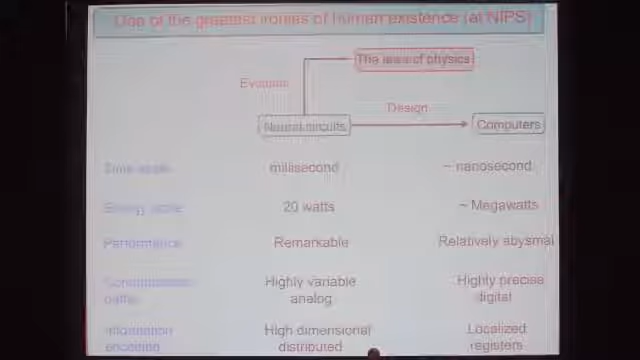 One of the greatest ironies of human existence (at NIPS)
The laws of physics
Evolution
Design
Neural circuits
Computers
Time scale
millisecond
~ nanosecond
Energy scale
20 watts
~ Megawatts
Performance
Remarkable
Relatively abysmal
Highly variable
analog
Highly precise
digital
Information
encoding
High dimensional
distributed
Localized
registers